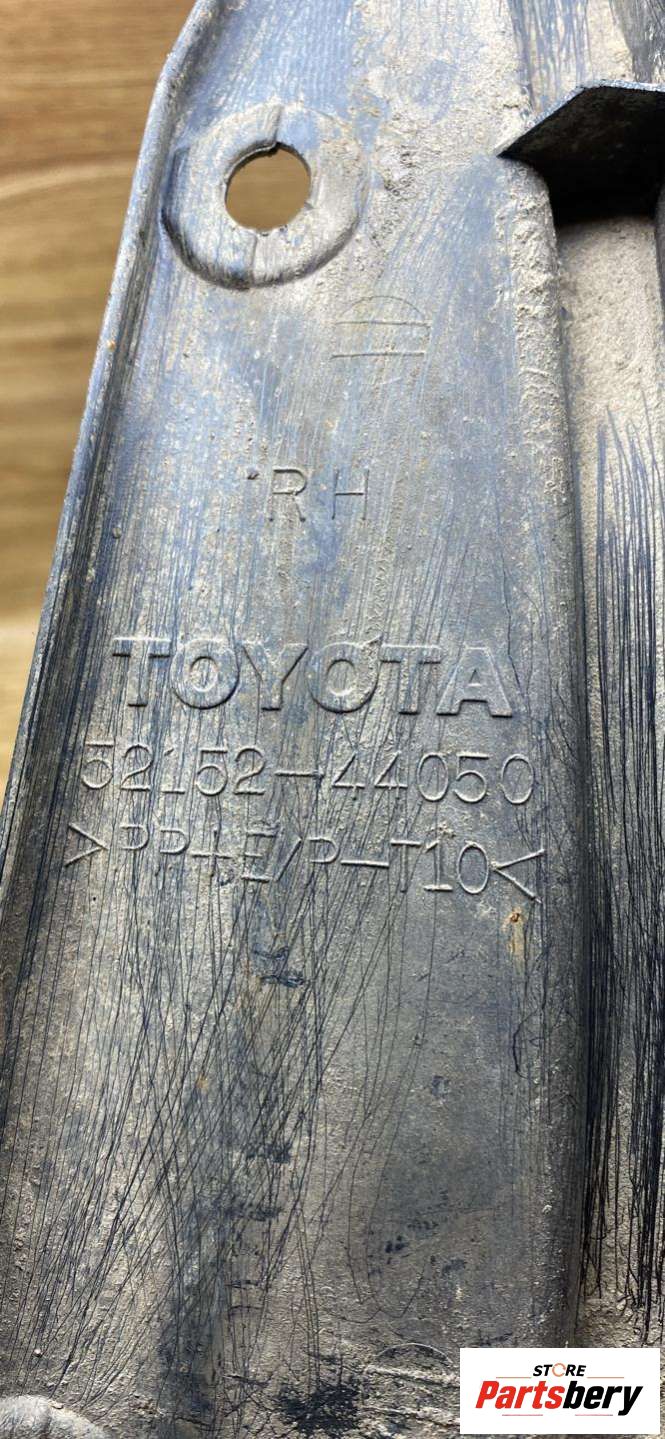 RH
TOYOTA
52152-44050
>PP+E/P-T10<
STORE
Partsbery